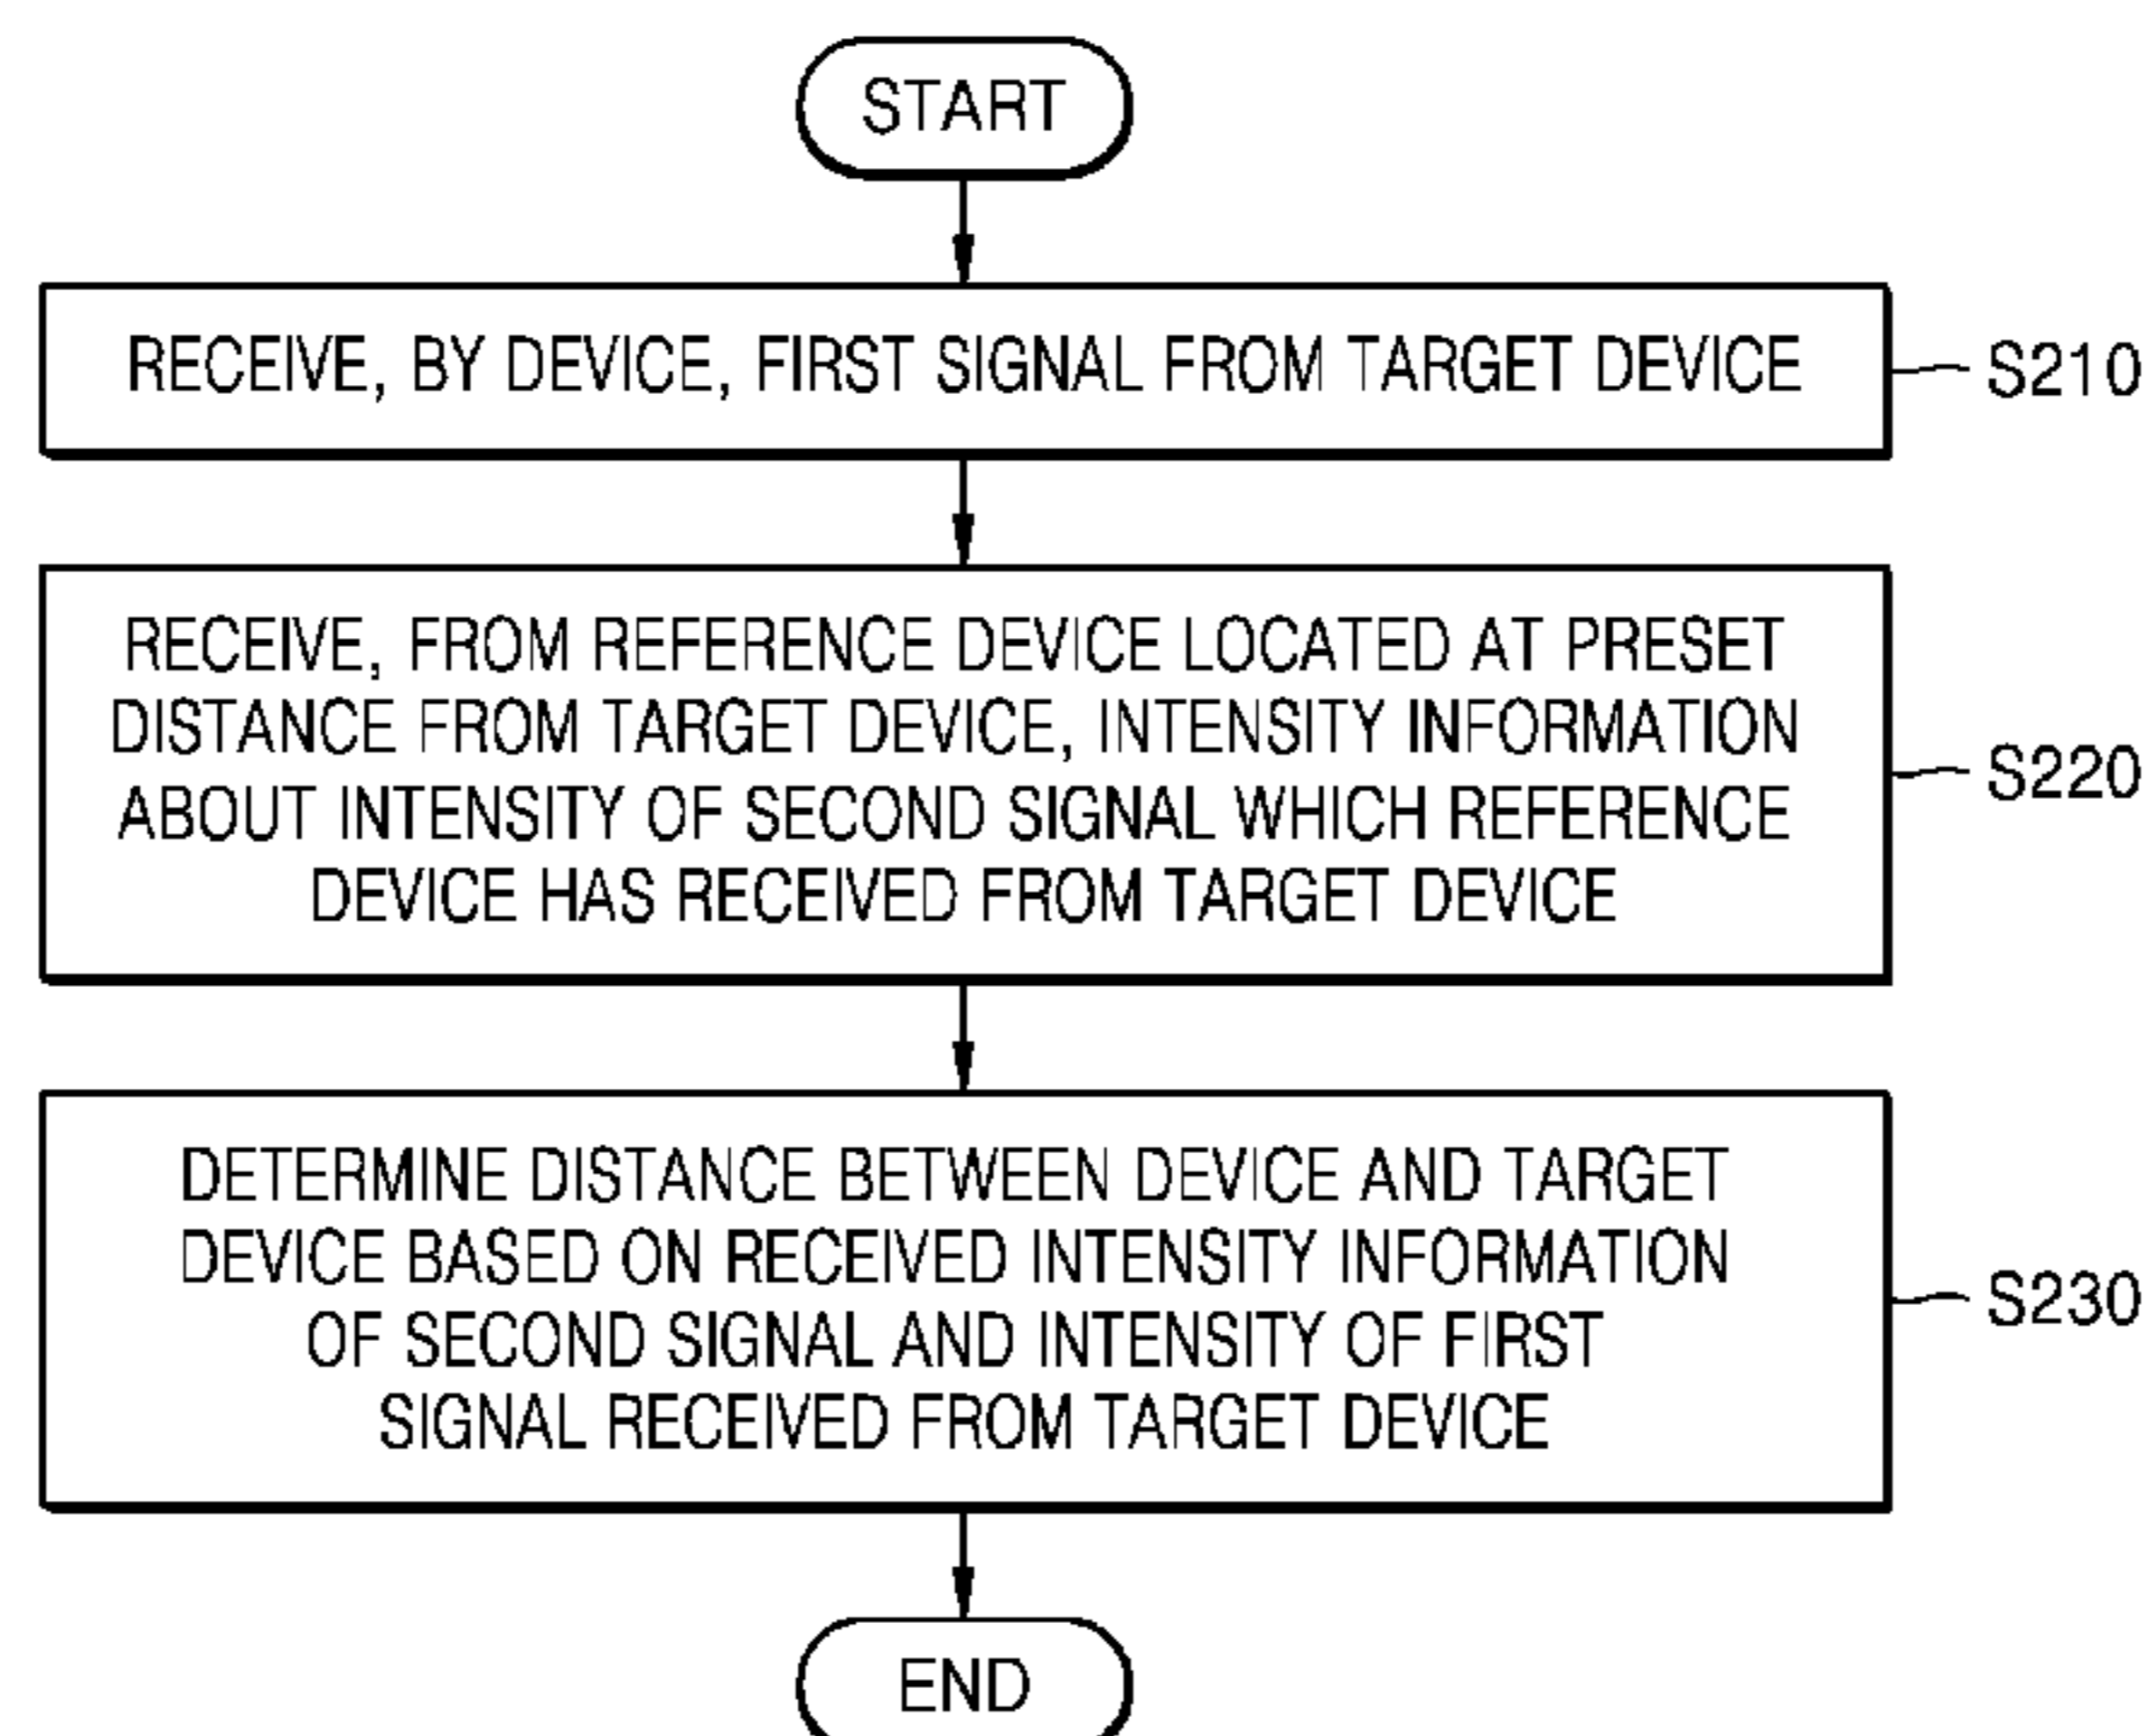 START
RECEIVE, BY DEVICE, FIRST SIGNAL FROM TARGET DEVICE
S210
RECEIVE, FROM REFERENCE DEVICE LOCATED AT PRESET
DISTANCE FROM TARGET DEVICE, INTENSITY INFORMATION
ABOUT INTENSITY OF SECOND SIGNAL WHICH REFERENCE
DEVICE HAS RECEIVED FROM TARGET DEVICE
S220
DETERMINE DISTANCE BETWEEN DEVICE AND TARGET
DEVICE BASED ON RECEIVED INTENSITY INFORMATION
OF SECOND SIGNAL AND INTENSITY OF FIRST
SIGNAL RECEIVED FROM TARGET DEVICE
S230
END